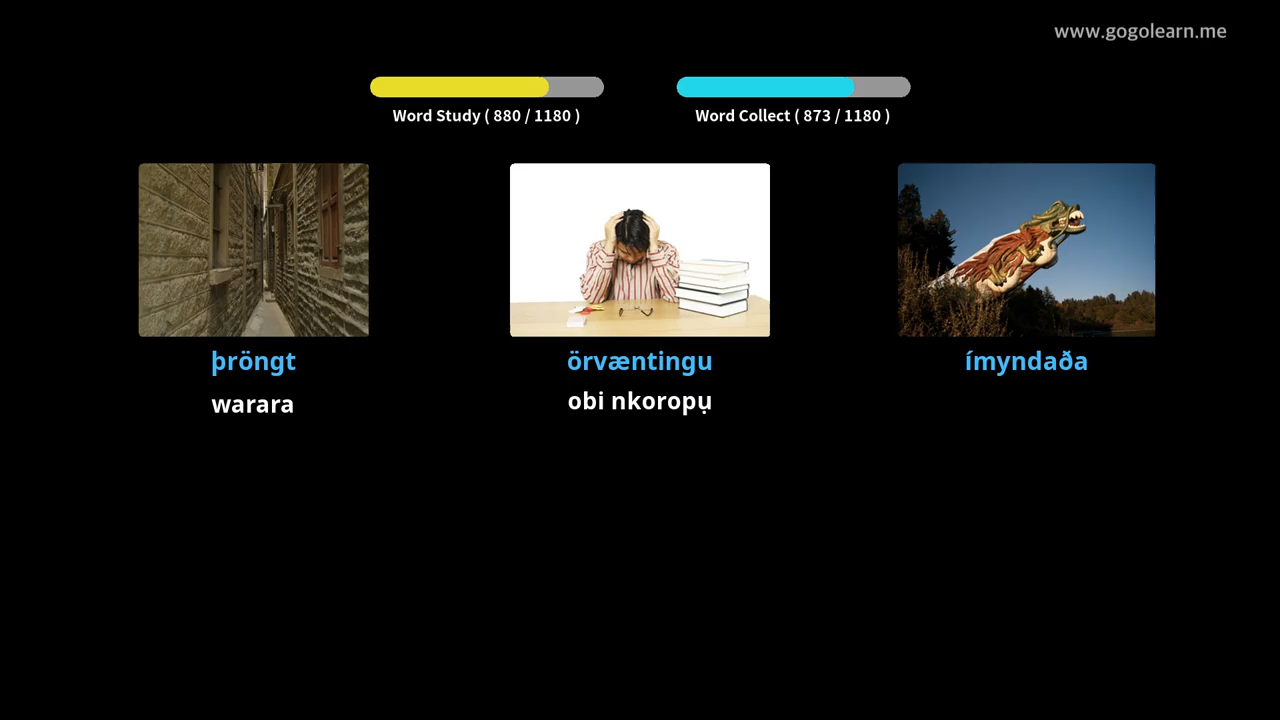 www.gogolearn.me
Word Study ( 880 / 1180 )
Word Collect ( 873 / 1180 )
þröngt
örvæntingu
ímyndaða
warara
obi nkoropụ